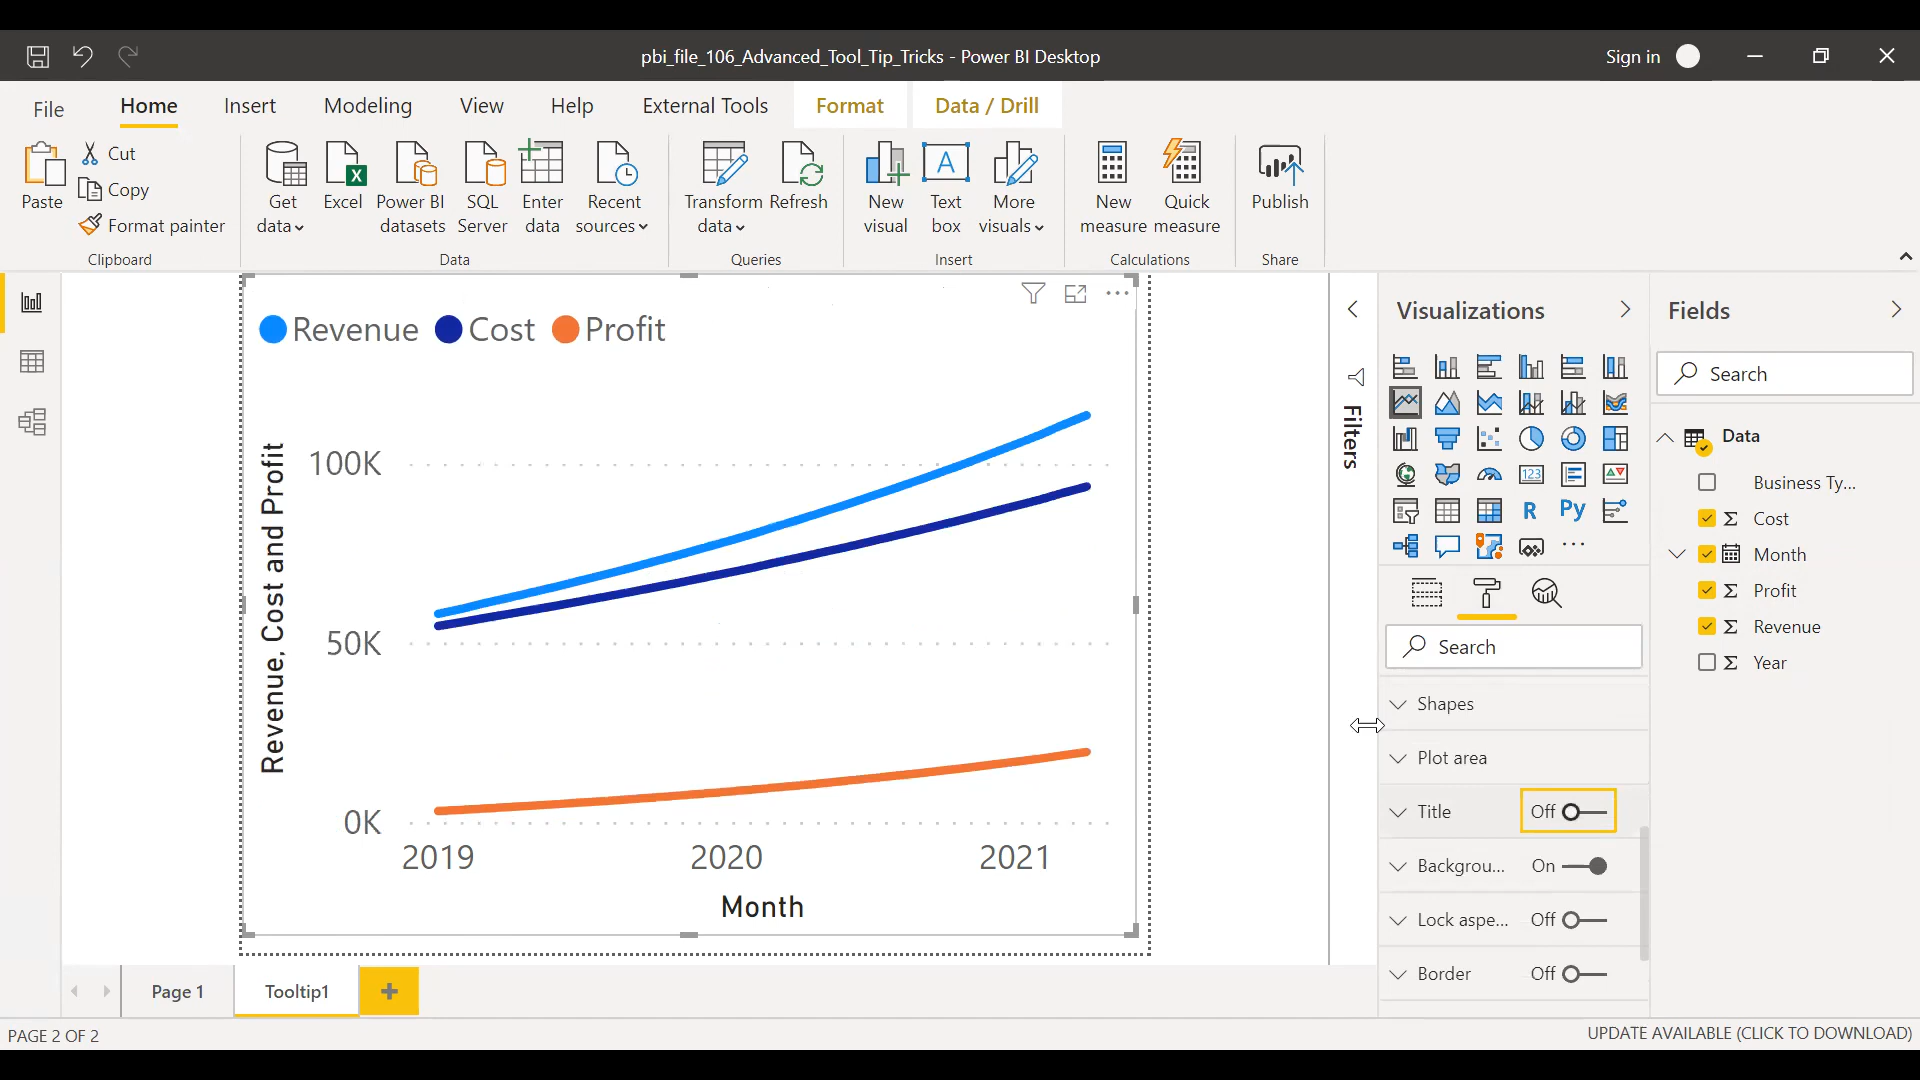 pbi_file_106_Advanced_Tool_Tip_Tricks - Power BI Desktop
Sign in
File
Home
Insert
Modeling
View
Help
External Tools
Format
Data / Drill
Paste
Cut
Copy
Format painter
Clipboard
Get
data
Excel
Power BI
datasets
SQL
Server
Enter
data
Recent
sources
Data
Transform
data
Refresh
Queries
New
visual
Text
box
More
visuals
Insert
New
measure
Quick
measure
Calculations
Publish
Share
Revenue
Cost
Profit
Revenue, Cost and Profit
100K
50K
0K
2019
2020
2021
Month
Filters
Visualizations
123
R
Py
Search
Shapes
Plot area
Title
Off
Backgrou...
On
Lock aspe...
Off
Border
Off
Fields
Search
Data
Business Ty...
Cost
Month
Profit
Revenue
Year
Page 1
Tooltip1
PAGE 2 OF 2
UPDATE AVAILABLE (CLICK TO DOWNLOAD)